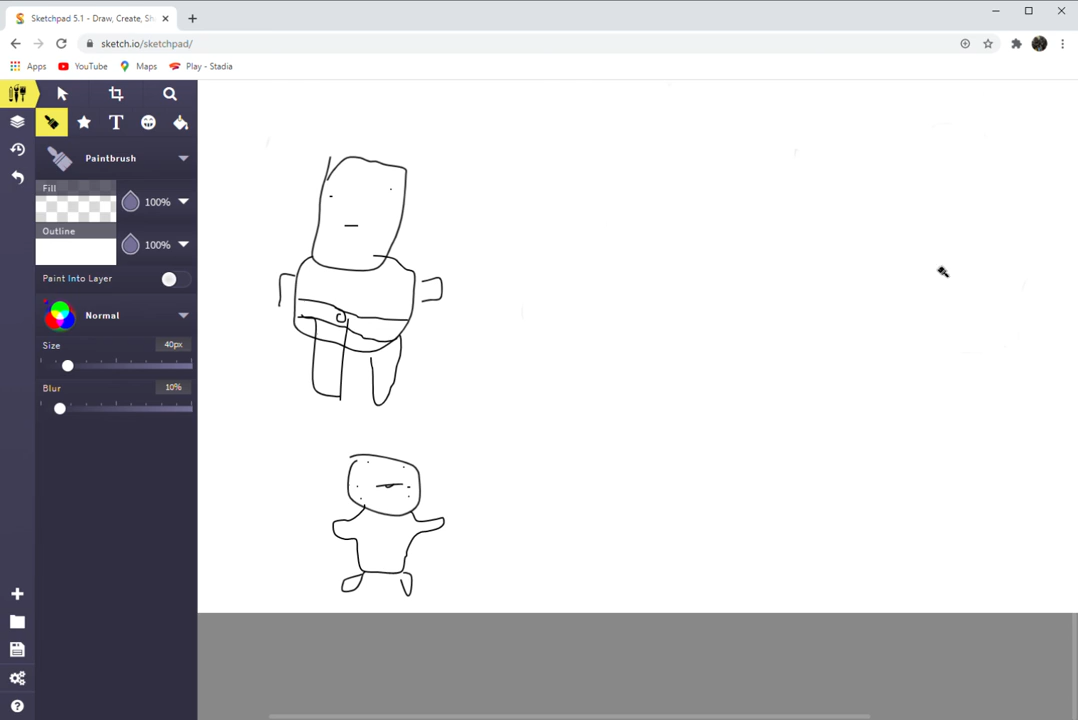 Sketchpad 5.1 - Draw, Create, Sh
sketch.io/sketchpad/
Apps YouTube Maps Play - Stadia
Paintbrush
Fill
100%
Outline
100%
Paint Into Layer
Normal
Size 40px
Blur 10%